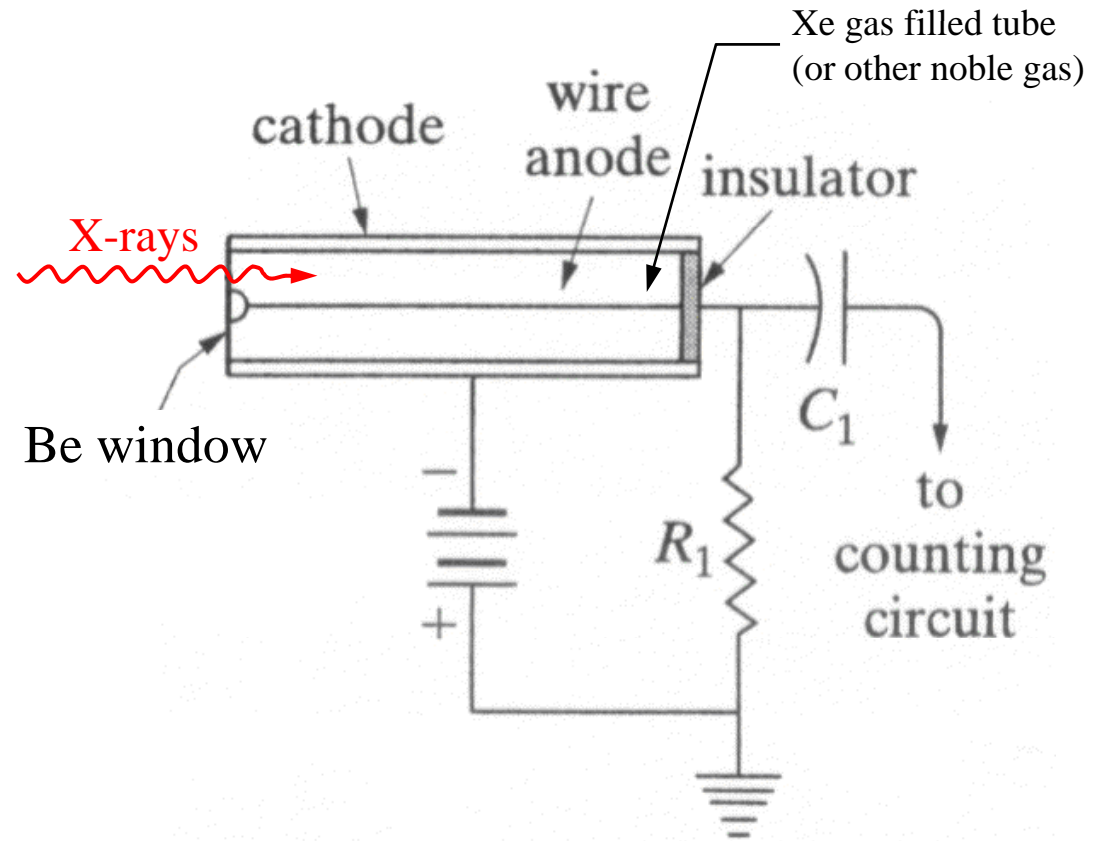 Xe gas filled tube
(or other noble gas)
wire
anode
cathode
insulator
X-rays
Be window
−
+
R1
C1
to
counting
circuit